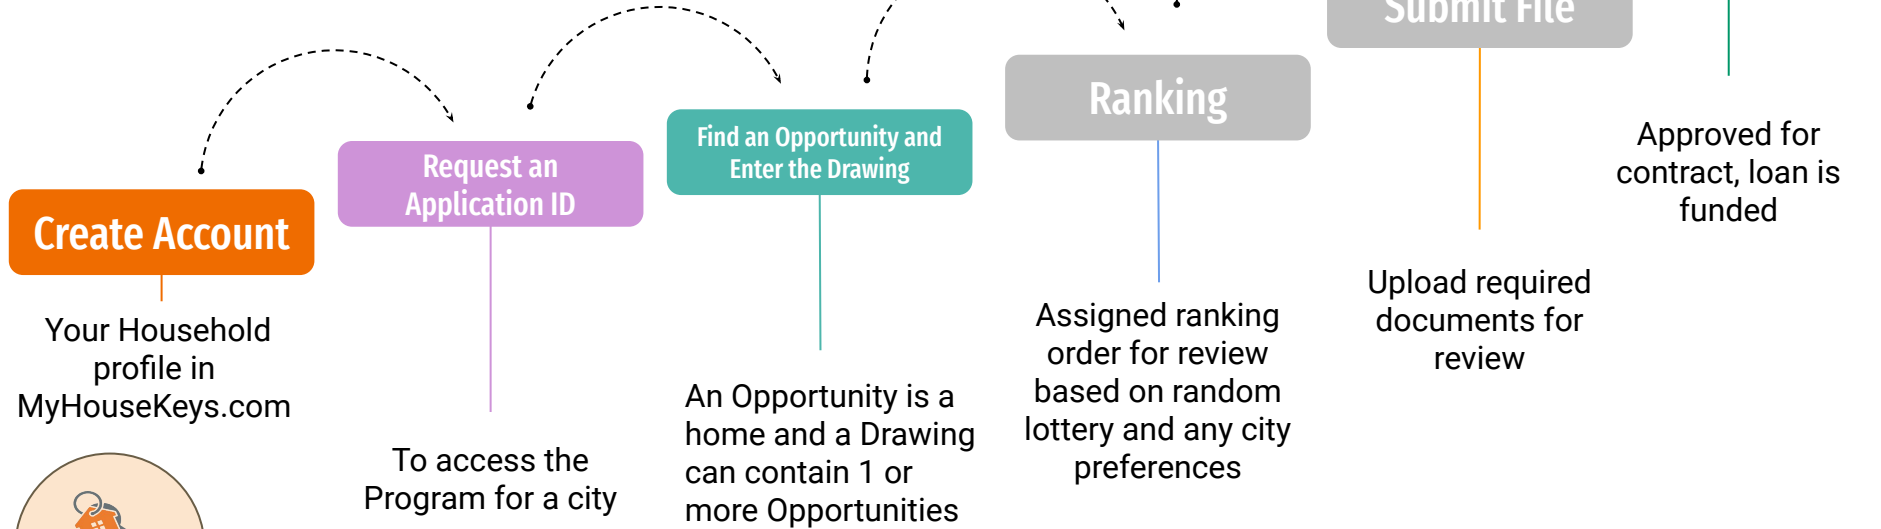 Create Account
Your Household
profile in
MyHouseKeys.com
Request an
Application ID
To access the
Program for a city
Find an Opportunity and
Enter the Drawing
An Opportunity is a
home and a Drawing
can contain 1 or
more Opportunities
Ranking
Assigned ranking
order for review
based on random
lottery and any city
preferences
Submit File
Upload required
documents for
review
Approved for
contract, loan is
funded